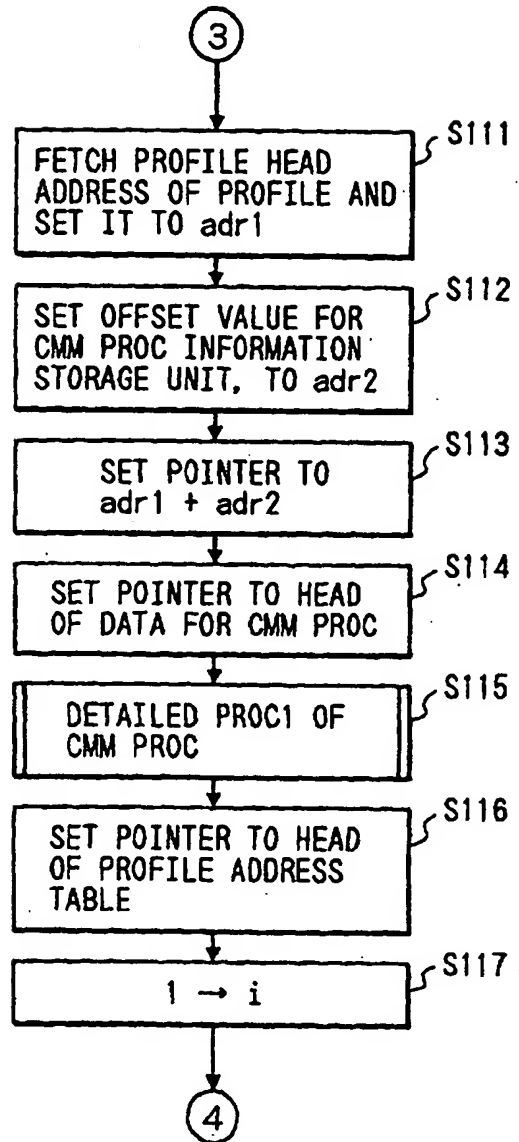 3
S111
FETCH PROFILE HEAD
ADDRESS OF PROFILE AND
SET IT TO adr1
S112
SET OFFSET VALUE FOR
CMM PROC INFORMATION
STORAGE UNIT, TO adr2
S113
SET POINTER TO
adr1 + adr2
S114
SET POINTER TO HEAD
OF DATA FOR CMM PROC
S115
DETAILED PROC1 OF
CMM PROC
S116
SET POINTER TO HEAD
OF PROFILE ADDRESS
TABLE
S117
1 → i
4